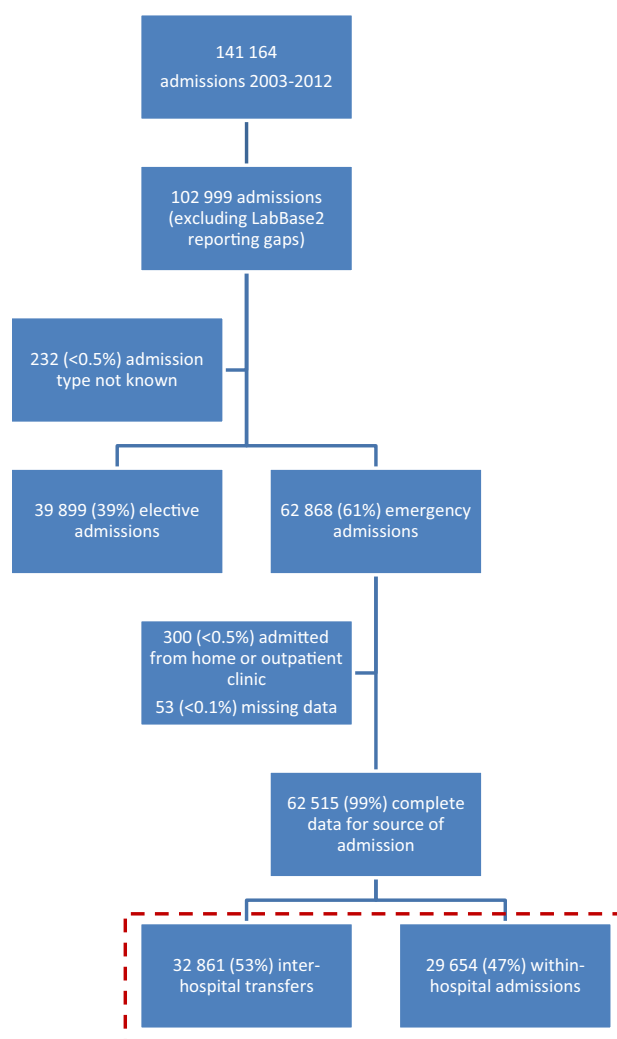 141 164
admissions 2003-2012
102 999 admissions
(excluding LabBase2
reporting gaps)
232 (<0.5%) admission
type not known
39 899 (39%) elective
admissions
62 868 (61%) emergency
admissions
300 (<0.5%) admitted
from home or outpatient
clinic
53 (<0.1%) missing data
62 515 (99%) complete
data for source of
admission
32 861 (53%) inter-
hospital transfers
29 654 (47%) within-
hospital admissions